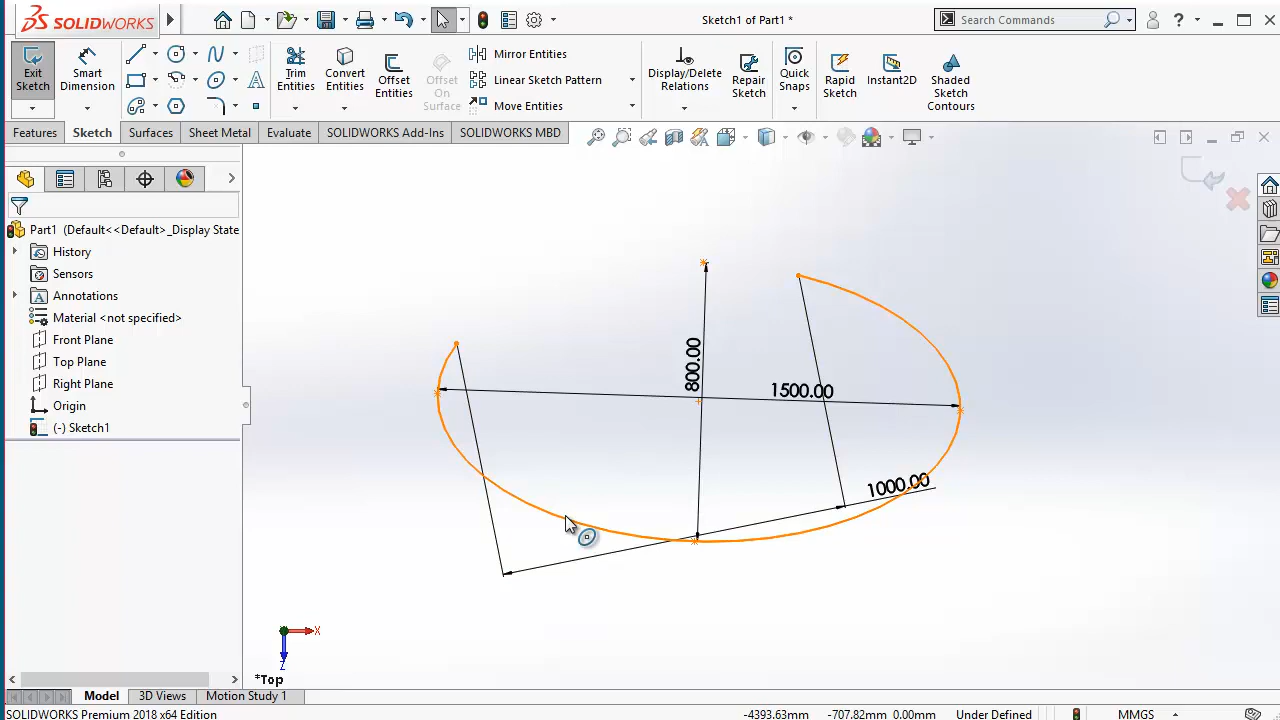 SOLIDWORKS
Sketch1 of Part1 *
Search Commands
?
Exit Sketch
Smart Dimension
Trim Entities
Convert Entities
Offset Entities
Offset On Surface
Mirror Entities
Linear Sketch Pattern
Move Entities
Display/Delete Relations
Repair Sketch
Quick Snaps
Rapid Sketch
Instant2D
Shaded Sketch Contours
Features
Sketch
Surfaces
Sheet Metal
Evaluate
SOLIDWORKS Add-Ins
SOLIDWORKS MBD
Part1 (Default<<Default>_Display State
History
Sensors
Annotations
Material <not specified>
Front Plane
Top Plane
Right Plane
Origin
(-) Sketch1
800.00
1500.00
1000.00
X
Z
*Top
Model
3D Views
Motion Study 1
SOLIDWORKS Premium 2018 x64 Edition
-4393.63mm
-707.82mm
0.00mm
Under Defined
MMGS